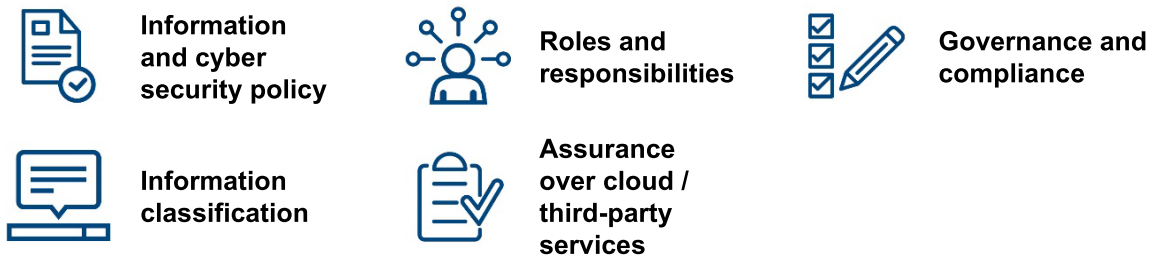 Information
and cyber
security policy
Roles and
responsibilities
Governance and
compliance
Information
classification
Assurance
over cloud /
third-party
services